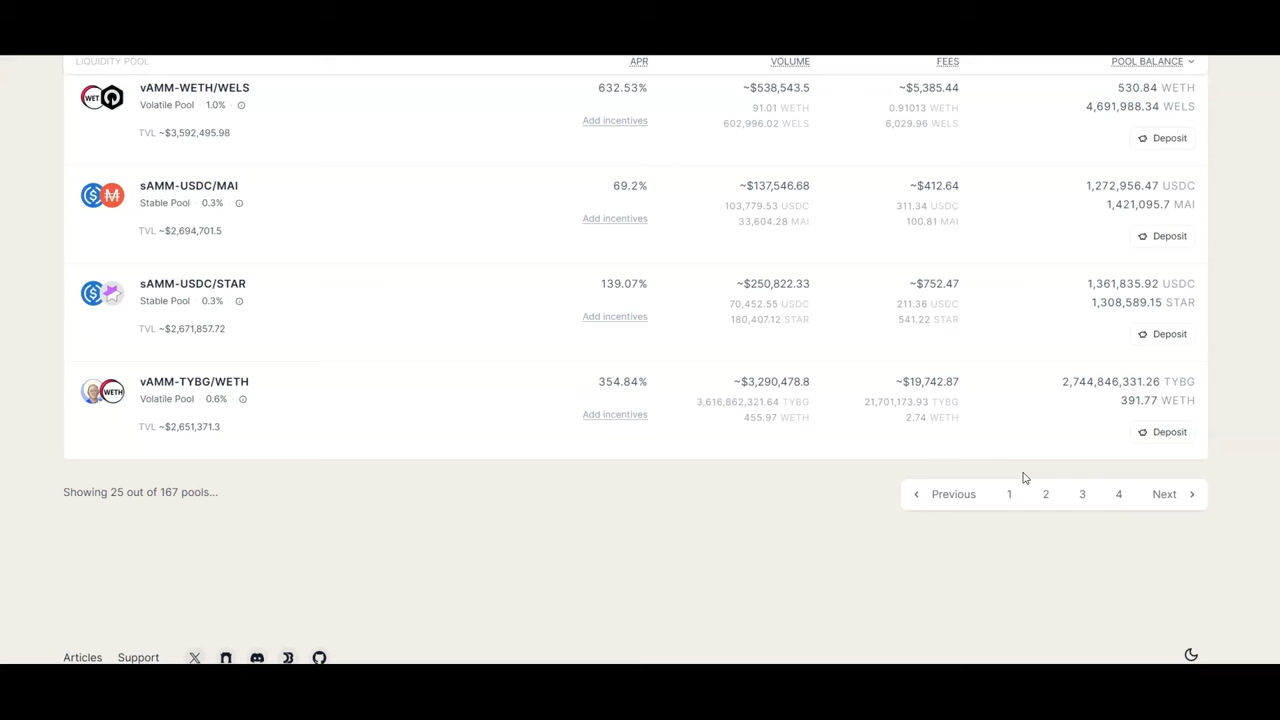 LIQUIDITY POOL APR VOLUME FEES POOL BALANCE
WET
vAMM-WETH/WELS 632.53% ~$538,543.5 ~$5,385.44 530.84 WETH
Volatile Pool · 1.0% 91.01 WETH 0.91013 WETH 4,691,988.34 WELS
Add incentives 602,996.02 WELS 6,029.96 WELS
TVL ~$3,592,495.98 Deposit
sAMM-USDC/MAI 69.2% ~$137,546.68 ~$412.64 1,272,956.47 USDC
Stable Pool · 0.3% 103,779.53 USDC 311.34 USDC 1,421,095.7 MAI
Add incentives 33,604.28 MAI 100.81 MAI
TVL ~$2,694,701.5 Deposit
sAMM-USDC/STAR 139.07% ~$250,822.33 ~$752.47 1,361,835.92 USDC
Stable Pool · 0.3% 70,452.55 USDC 211.36 USDC 1,308,589.15 STAR
Add incentives 180,407.12 STAR 541.22 STAR
TVL ~$2,671,857.72 Deposit
WETH
vAMM-TYBG/WETH 354.84% ~$3,290,478.8 ~$19,742.87 2,744,846,331.26 TYBG
Volatile Pool · 0.6% 3,616,862,321.64 TYBG 21,701,173.93 TYBG 391.77 WETH
Add incentives 455.97 WETH 2.74 WETH
TVL ~$2,651,371.3 Deposit
Showing 25 out of 167 pools... Previous 1 2 3 4 Next
Articles Support